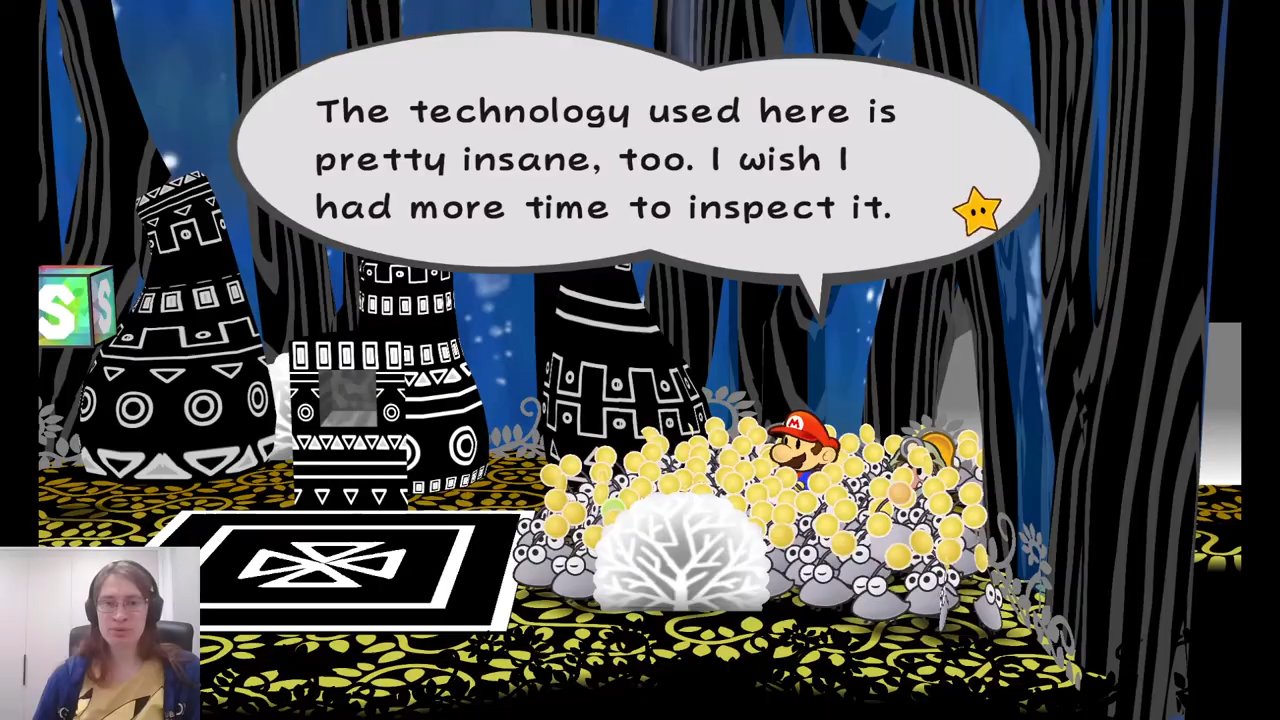 The technology used here is
pretty insane, too. I wish I
had more time to inspect it.
S S
M